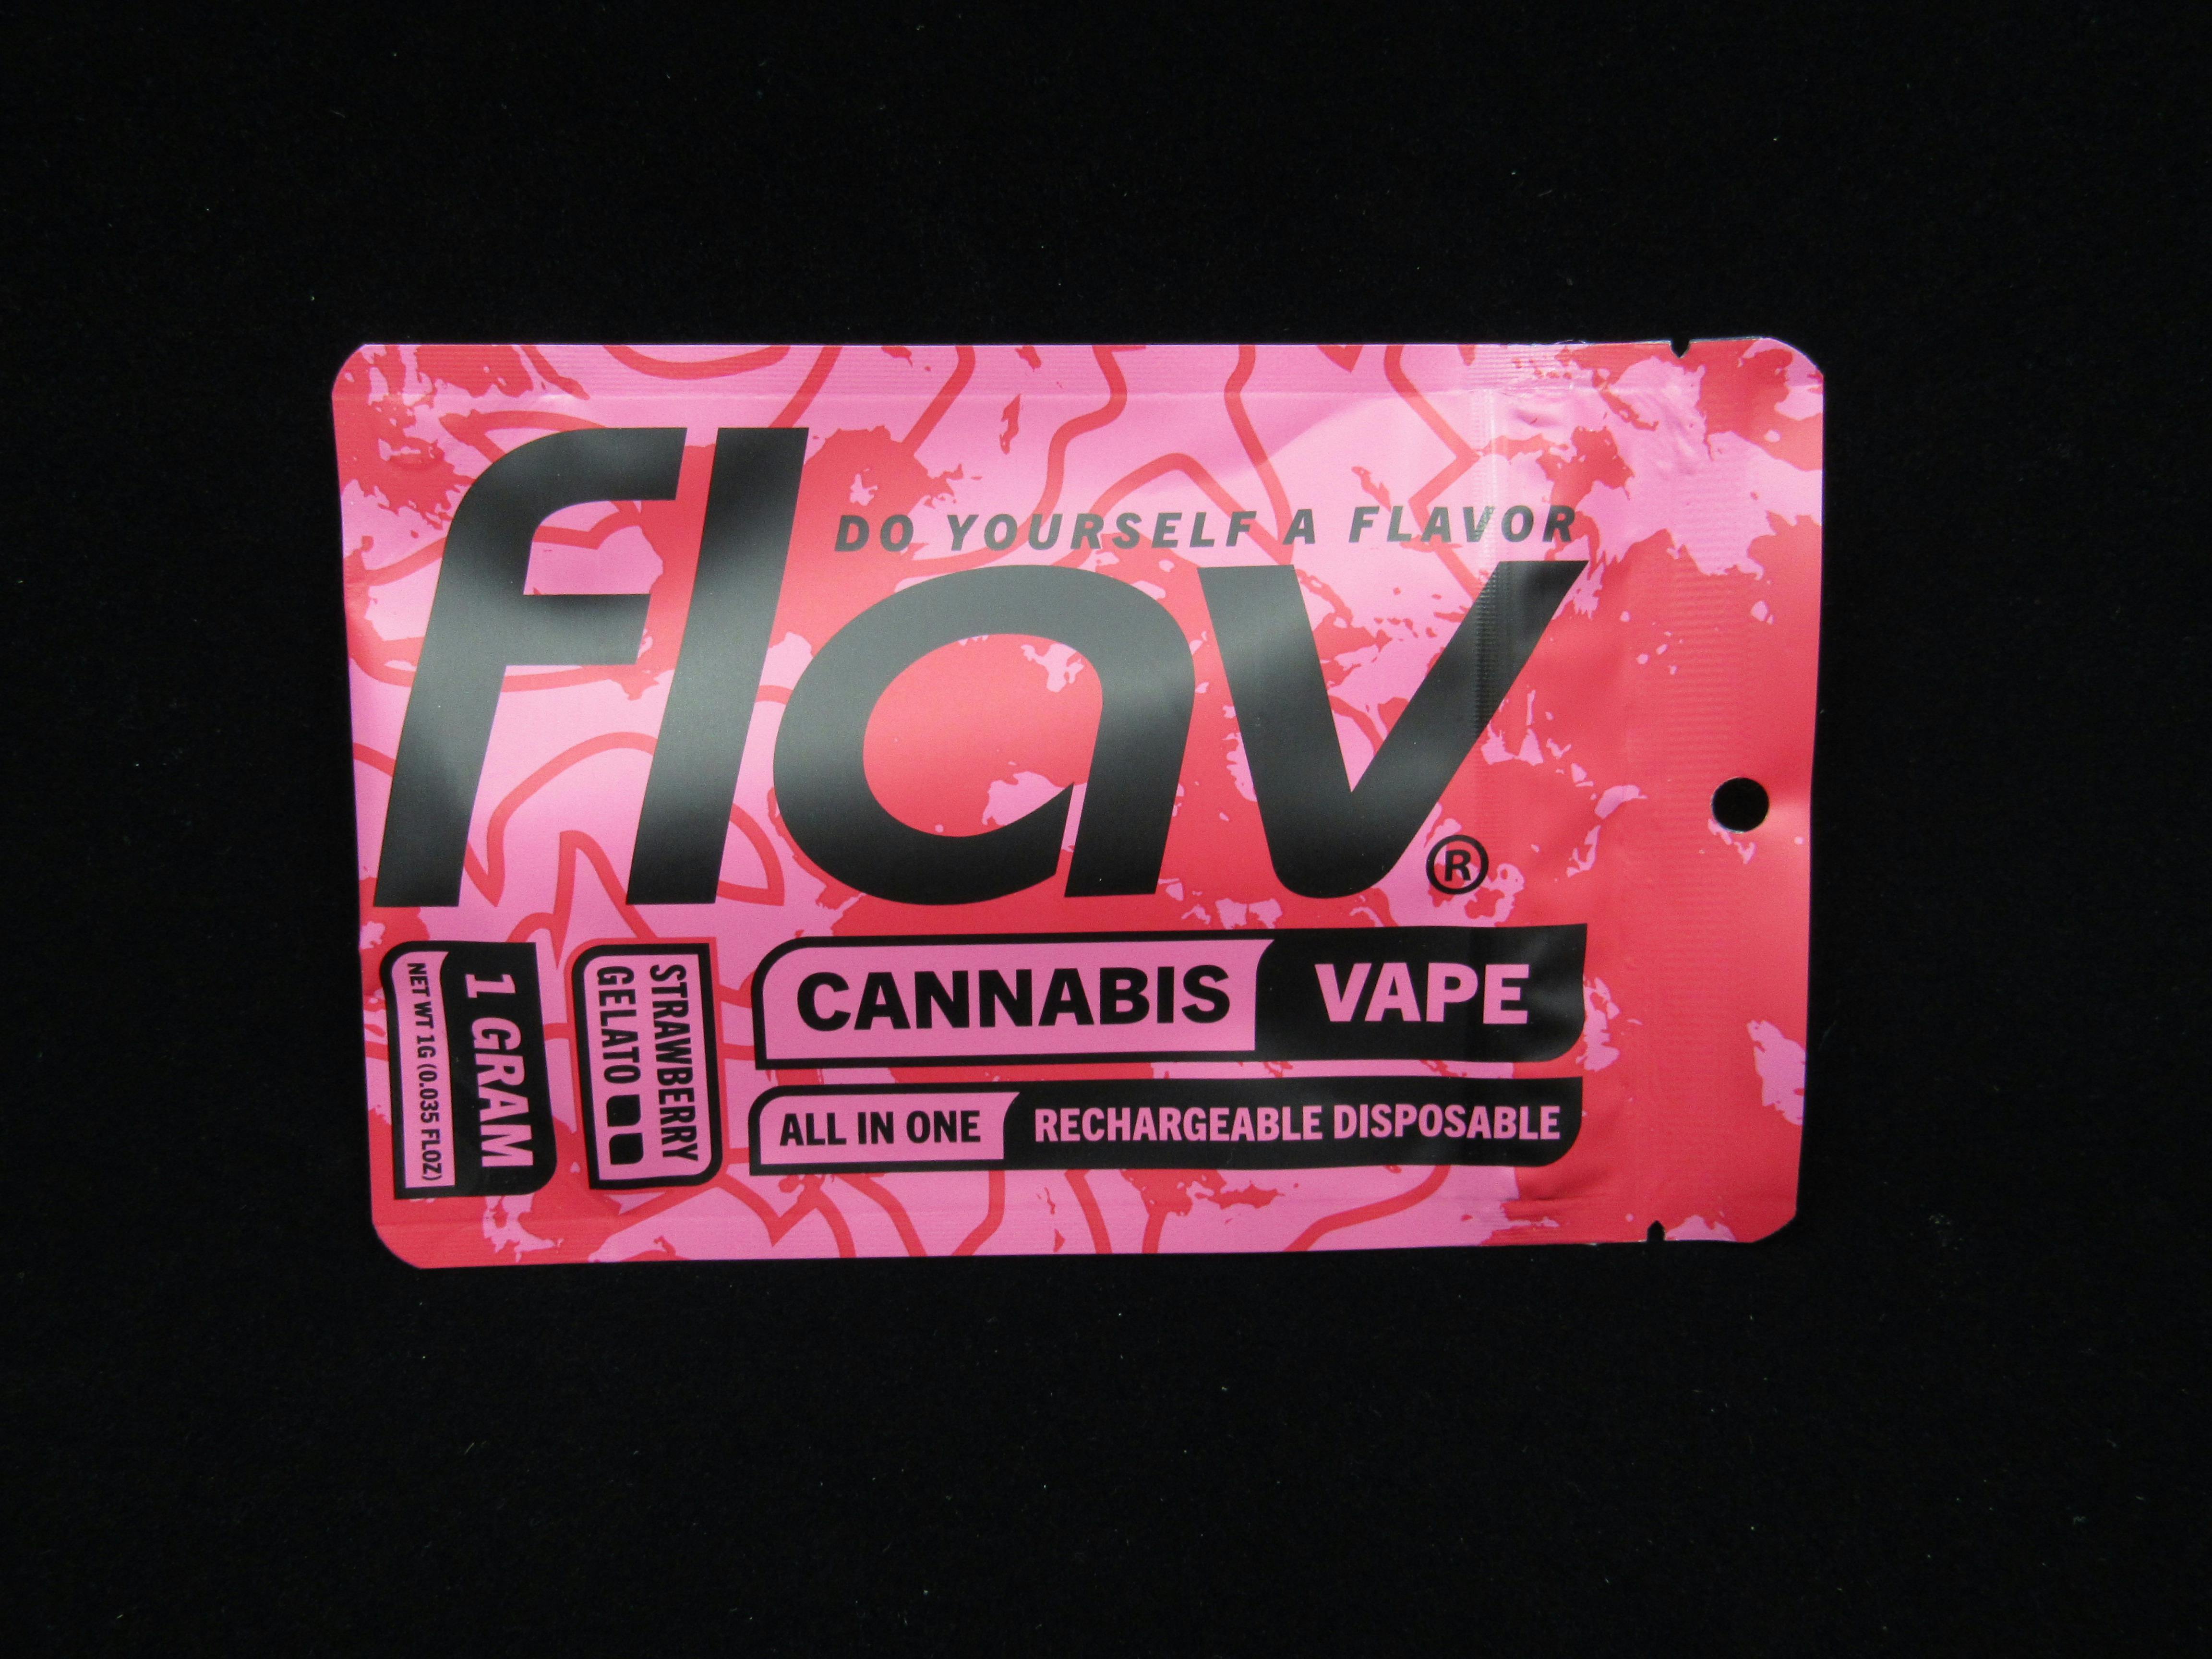 flav®
DO YOURSELF A FLAVOR
CANNABIS VAPE
ALL IN ONE RECHARGEABLE DISPOSABLE
STRAWBERRY
GELATO
1 GRAM
NET WT 1G (0.035 FLOZ)